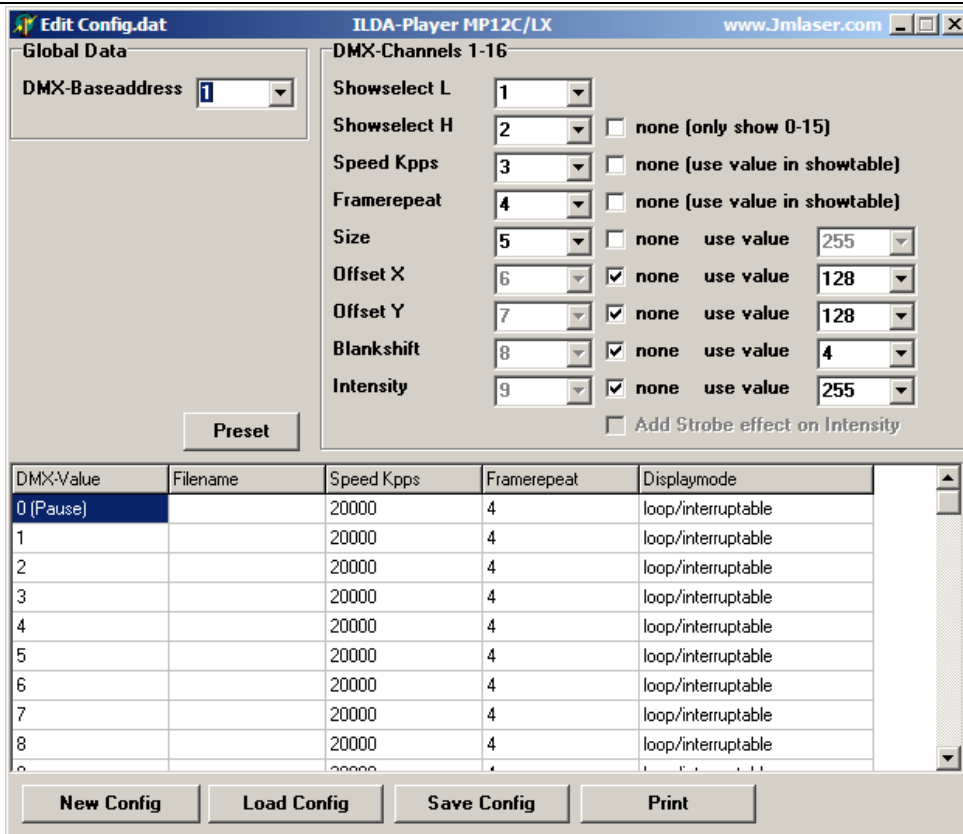 Edit Config.dat ILDA-Player MP12C/LX www.Jmlaser.com
Global Data
DMX-Baseaddress 1
DMX-Channels 1-16
Showselect L 1
Showselect H 2 none (only show 0-15)
Speed Kpps 3 none (use value in showtable)
Framerepeat 4 none (use value in showtable)
Size 5 none use value 255
Offset X 6 none use value 128
Offset Y 7 none use value 128
Blankshift 8 none use value 4
Intensity 9 none use value 255
Add Strobe effect on Intensity
Preset
DMX-Value Filename Speed Kpps Framerepeat Displaymode
0 (Pause) 20000 4 loop/interruptable
1 20000 4 loop/interruptable
2 20000 4 loop/interruptable
3 20000 4 loop/interruptable
4 20000 4 loop/interruptable
5 20000 4 loop/interruptable
6 20000 4 loop/interruptable
7 20000 4 loop/interruptable
8 20000 4 loop/interruptable
New Config Load Config Save Config Print